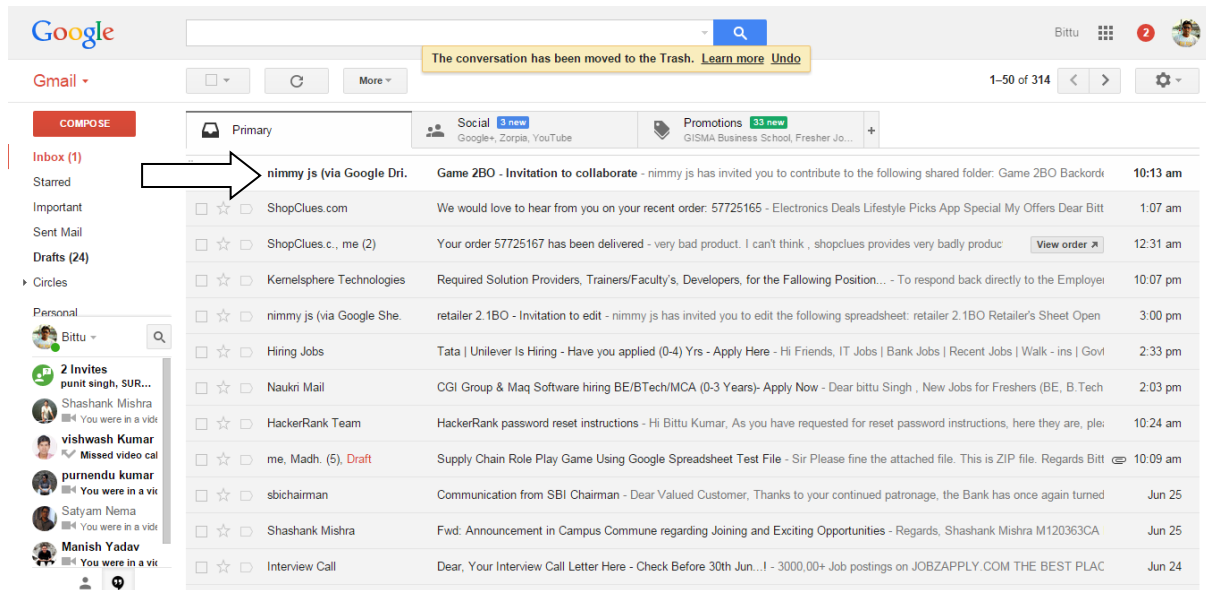 Google
Bittu
2
The conversation has been moved to the Trash. Learn more Undo
Gmail
More
1–50 of 314
COMPOSE
Inbox (1)
Starred
Important
Sent Mail
Drafts (24)
Circles
Personal
Bittu
2 Invites
punit singh, SUR...
Shashank Mishra
You were in a vide
vishwash Kumar
Missed video cal
purnendu kumar
You were in a vic
Satyam Nema
You were in a vide
Manish Yadav
You were in a vic
Primary
Social 3 new
Google+, Zorpia, YouTube
Promotions 33 new
GISMA Business School, Fresher Jo...
+
nimmy js (via Google Dri. Game 2BO - Invitation to collaborate - nimmy js has invited you to contribute to the following shared folder: Game 2BO Backorde 10:13 am
ShopClues.com We would love to hear from you on your recent order: 57725165 - Electronics Deals Lifestyle Picks App Special My Offers Dear Bitt 1:07 am
ShopClues.c., me (2) Your order 57725167 has been delivered - very bad product. I can't think , shopclues provides very badly produc View order 12:31 am
Kernelsphere Technologies Required Solution Providers, Trainers/Faculty's, Developers, for the Fallowing Position... - To respond back directly to the Employer 10:07 pm
nimmy js (via Google She. retailer 2.1BO - Invitation to edit - nimmy js has invited you to edit the following spreadsheet: retailer 2.1BO Retailer's Sheet Open 3:00 pm
Hiring Jobs Tata | Unilever Is Hiring - Have you applied (0-4) Yrs - Apply Here - Hi Friends, IT Jobs | Bank Jobs | Recent Jobs | Walk - ins | Govt 2:33 pm
Naukri Mail CGI Group & Maq Software hiring BE/BTech/MCA (0-3 Years)- Apply Now - Dear bittu Singh , New Jobs for Freshers (BE, B.Tech 2:03 pm
HackerRank Team HackerRank password reset instructions - Hi Bittu Kumar, As you have requested for reset password instructions, here they are, plea 10:24 am
me, Madh. (5), Draft Supply Chain Role Play Game Using Google Spreadsheet Test File - Sir Please fine the attached file. This is ZIP file. Regards Bitt 10:09 am
sbichairman Communication from SBI Chairman - Dear Valued Customer, Thanks to your continued patronage, the Bank has once again turned Jun 25
Shashank Mishra Fwd: Announcement in Campus Commune regarding Joining and Exciting Opportunities - Regards, Shashank Mishra M120363CA Jun 25
Interview Call Dear, Your Interview Call Letter Here - Check Before 30th Jun...! - 3000,00+ Job postings on JOBZAPPLY.COM THE BEST PLAC Jun 24